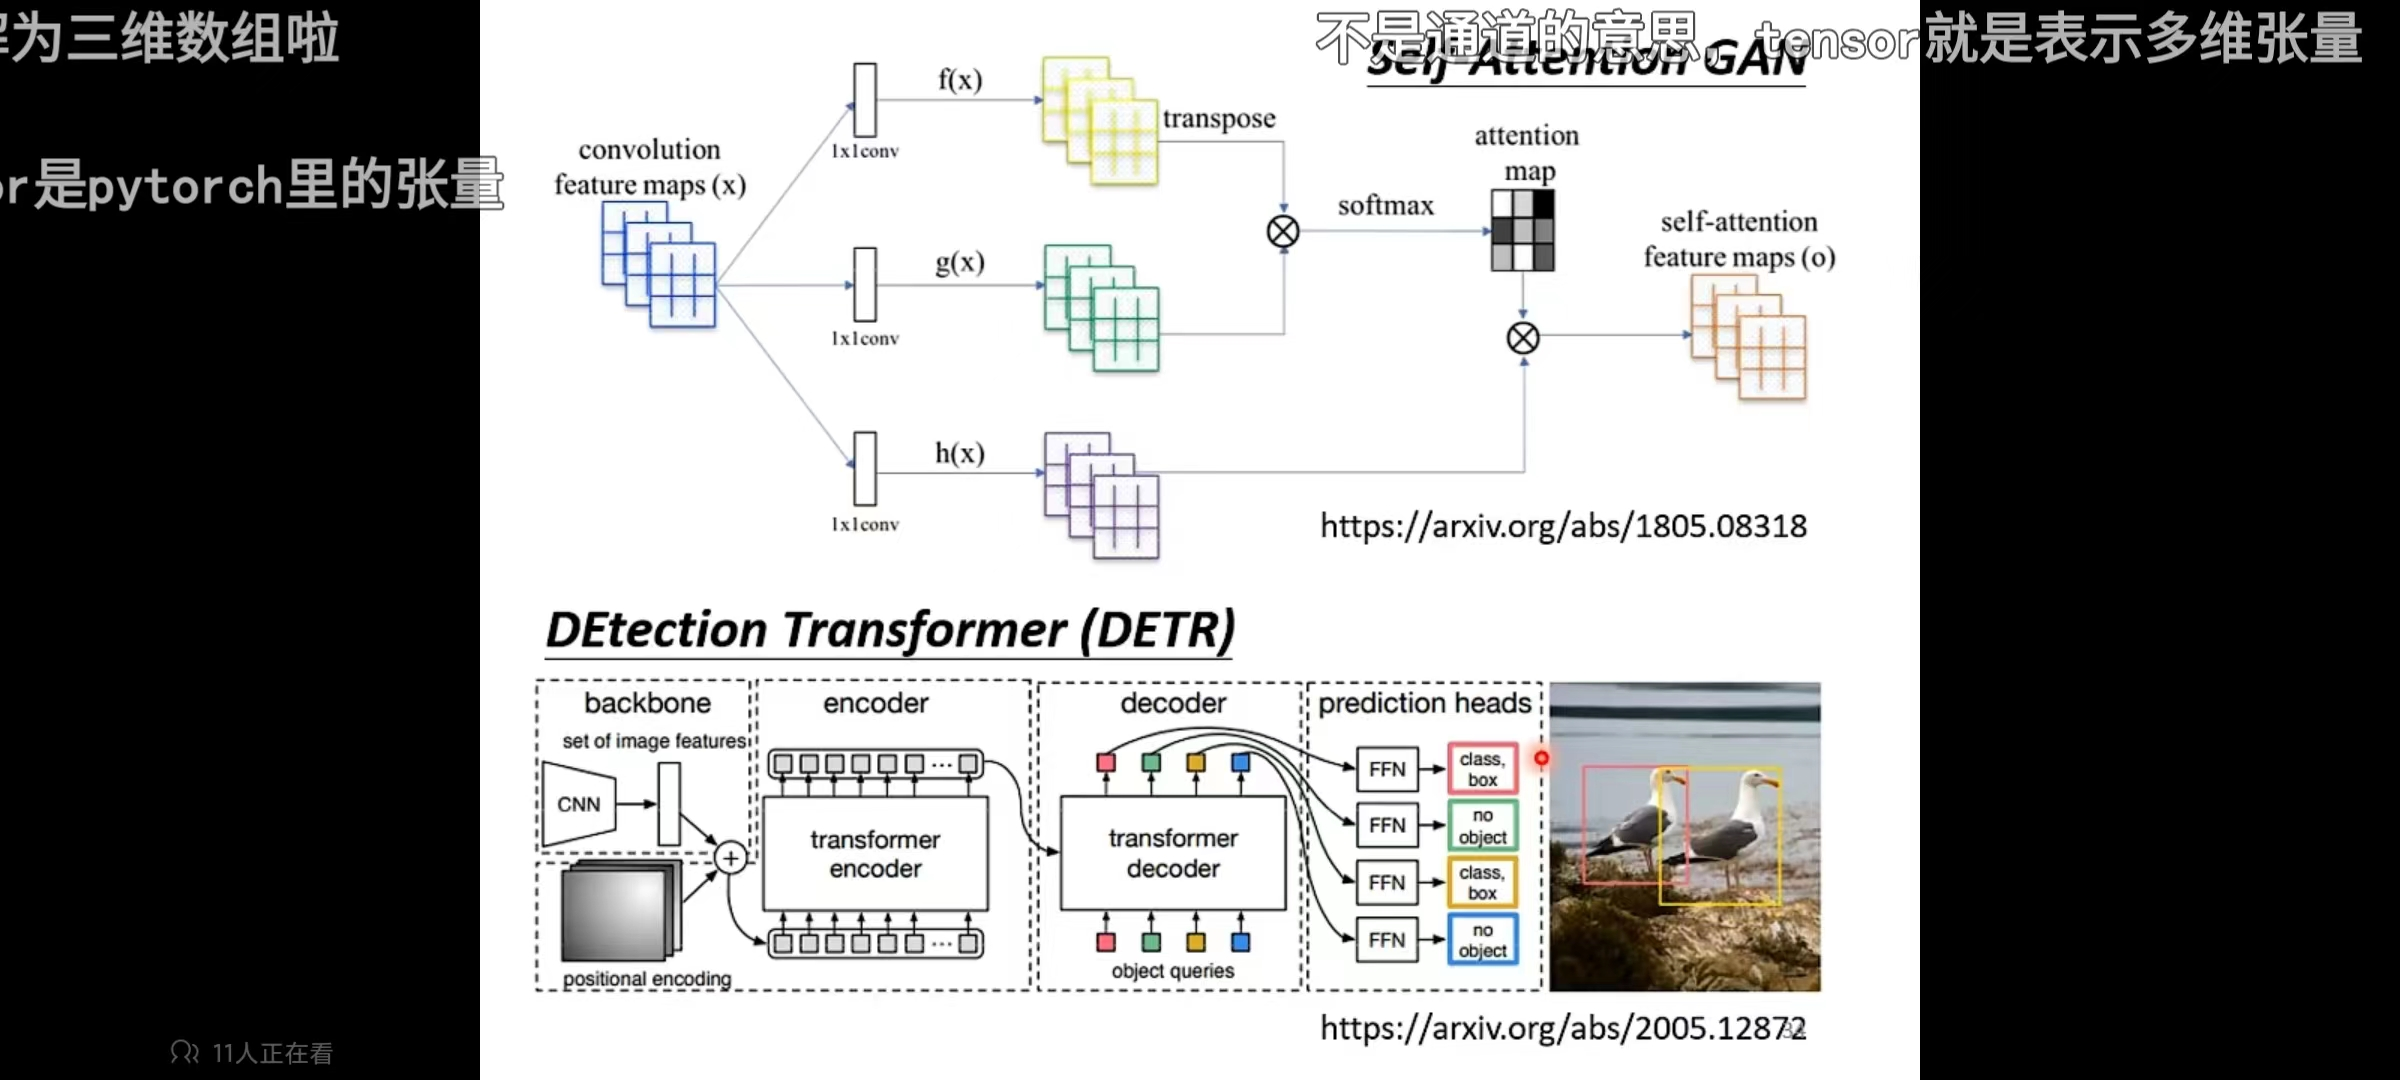 解为三维数组啦
不是通道的意思，tensor就是表示多维张量
Self-Attention GAN
or是pytorch里的张量
convolution
feature maps (x)
f(x)
1x1conv
transpose
g(x)
1x1conv
h(x)
1x1conv
softmax
attention
map
self-attention
feature maps (o)
https://arxiv.org/abs/1805.08318
DEtection Transformer (DETR)
backbone
set of image features
CNN
+
positional encoding
encoder
...
transformer
encoder
...
decoder
transformer
decoder
object queries
prediction heads
FFN
class,
box
FFN
no
object
FFN
class,
box
FFN
no
object
https://arxiv.org/abs/2005.12872
11人正在看